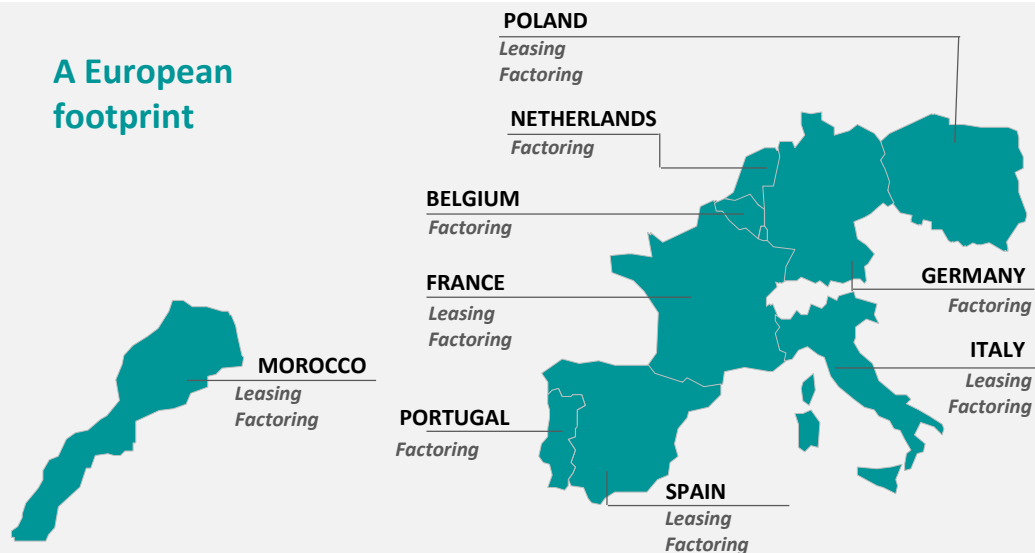 A European
footprint
POLAND
Leasing
Factoring
NETHERLANDS
Factoring
BELGIUM
Factoring
FRANCE
Leasing
Factoring
GERMANY
Factoring
ITALY
Leasing
Factoring
MOROCCO
Leasing
Factoring
PORTUGAL
Factoring
SPAIN
Leasing
Factoring